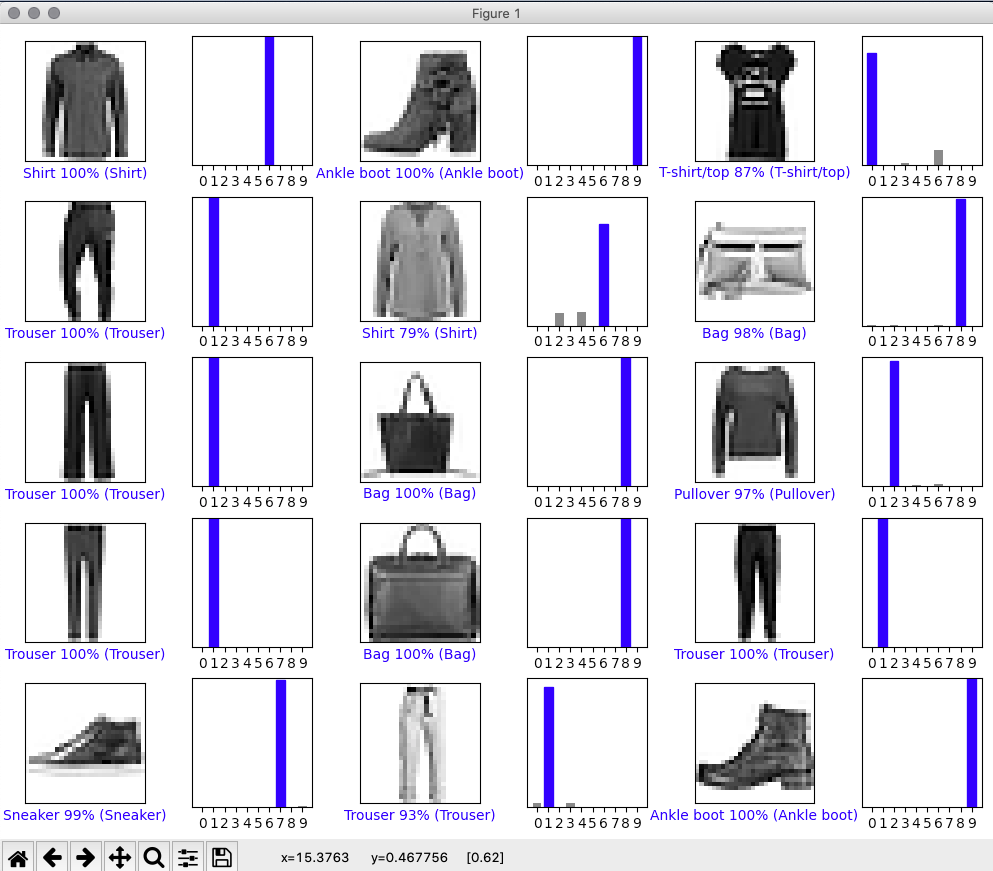 Figure 1
0 1 2 3 4 5 6 7 8 9 0 1 2 3 4 5 6 7 8 9 0 1 2 3 4 5 6 7 8 9
Shirt 100% (Shirt) Ankle boot 100% (Ankle boot) T-shirt/top 87% (T-shirt/top)
0 1 2 3 4 5 6 7 8 9 0 1 2 3 4 5 6 7 8 9 0 1 2 3 4 5 6 7 8 9
Trouser 100% (Trouser) Shirt 79% (Shirt) Bag 98% (Bag)
0 1 2 3 4 5 6 7 8 9 0 1 2 3 4 5 6 7 8 9 0 1 2 3 4 5 6 7 8 9
Trouser 100% (Trouser) Bag 100% (Bag) Pullover 97% (Pullover)
0 1 2 3 4 5 6 7 8 9 0 1 2 3 4 5 6 7 8 9 0 1 2 3 4 5 6 7 8 9
Trouser 100% (Trouser) Bag 100% (Bag) Trouser 100% (Trouser)
0 1 2 3 4 5 6 7 8 9 0 1 2 3 4 5 6 7 8 9 0 1 2 3 4 5 6 7 8 9
Sneaker 99% (Sneaker) Trouser 93% (Trouser) Ankle boot 100% (Ankle boot)
x=15.3763 y=0.467756 [0.62]